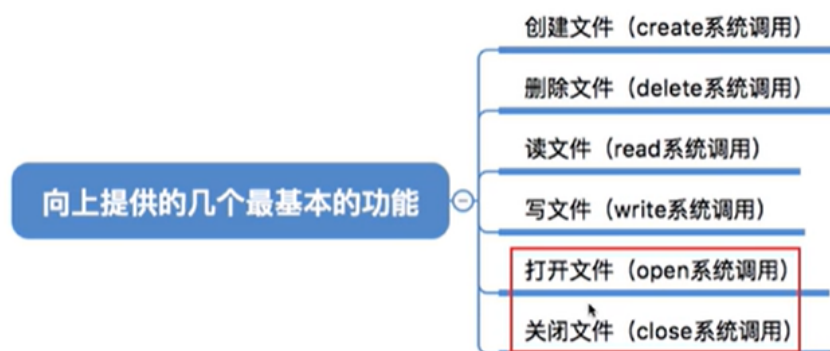 创建文件（create系统调用）
删除文件（delete系统调用）
读文件（read系统调用）
向上提供的几个最基本的功能
写文件（write系统调用）
打开文件（open系统调用）
关闭文件（close系统调用）